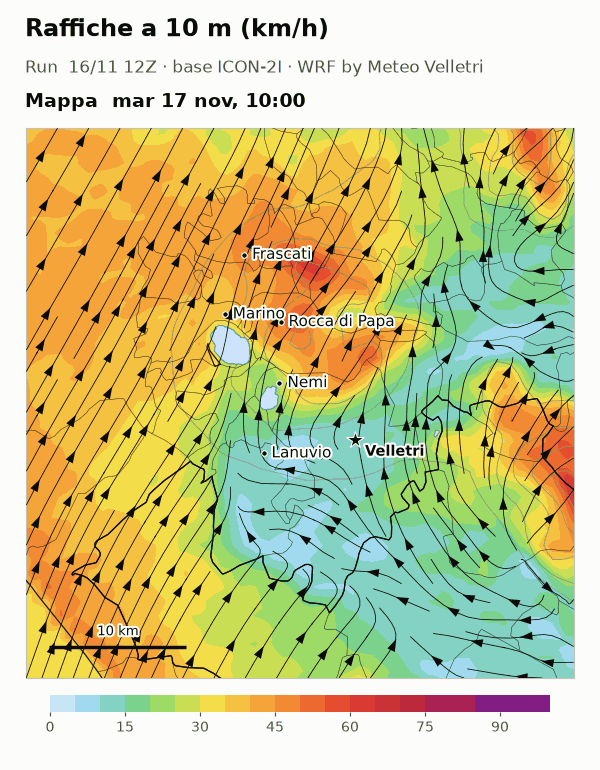 Raffiche a 10 m (km/h)
Run  16/11 12Z · base ICON-2I · WRF by Meteo Velletri
Mappa  mar 17 nov, 10:00
Frascati
Marino
Rocca di Papa
Nemi
Velletri
Lanuvio
10 km
0 15 30 45 60 75 90